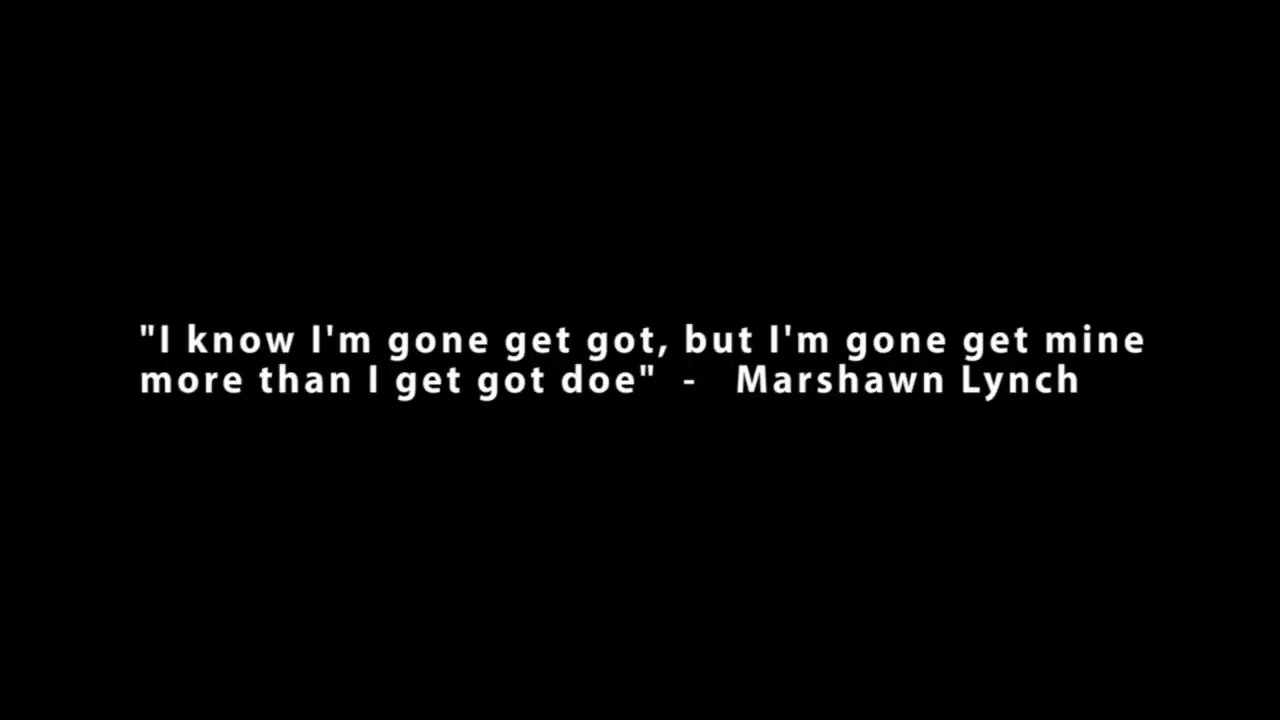 "I know I'm gone get got, but I'm gone get mine
more than I get got doe" - Marshawn Lynch